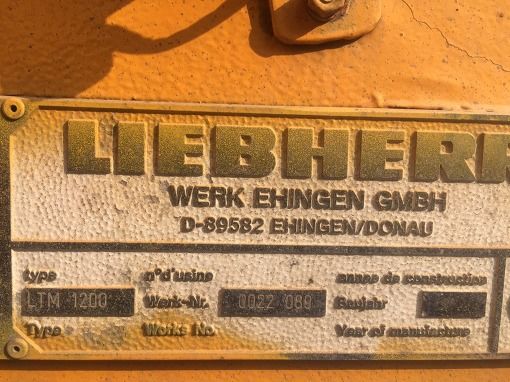 LIEBHERR
WERK EHINGEN GMBH
D-89582 EHINGEN/DONAU
type n°d'usine annee de construction
LTM 1200 Werk-Nr. 0022 089 Baujahr
Type Works No. Year of manufacture